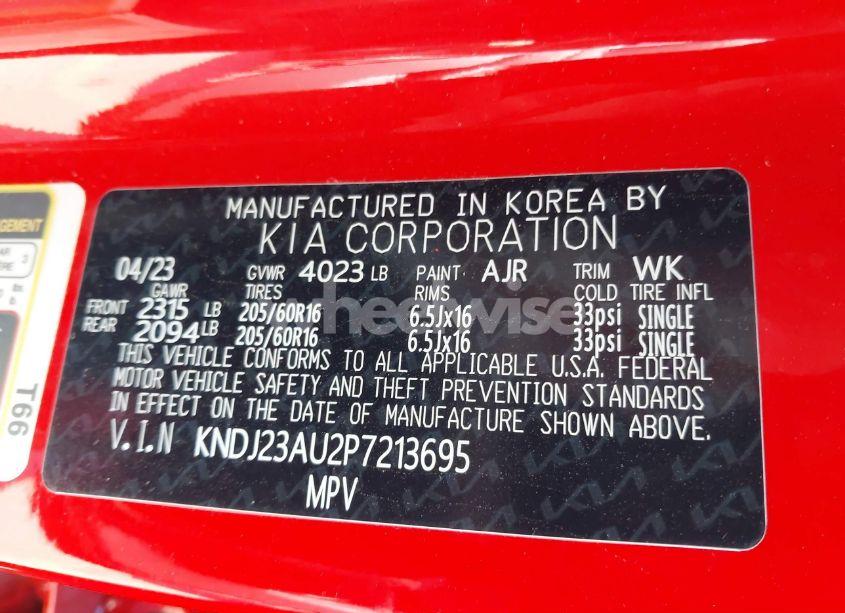 MANUFACTURED IN KOREA BY
KIA CORPORATION
04/23 GVWR 4023 LB PAINT AJR TRIM WK
GAWR TIRES RIMS COLD TIRE INFL
FRONT 2315 LB 205/60R16 6.5Jx16 33psi SINGLE
REAR 2094 LB 205/60R16 6.5Jx16 33psi SINGLE
THIS VEHICLE CONFORMS TO ALL APPLICABLE U.S.A. FEDERAL
MOTOR VEHICLE SAFETY AND THEFT PREVENTION STANDARDS
IN EFFECT ON THE DATE OF MANUFACTURE SHOWN ABOVE.
V.I.N KNDJ23AU2P7213695
MPV
T66